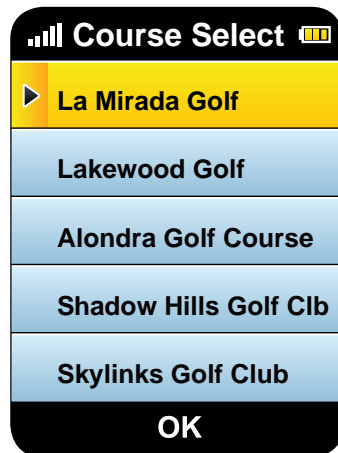 Course Select
La Mirada Golf
Lakewood Golf
Alondra Golf Course
Shadow Hills Golf Clb
Skylinks Golf Club
OK